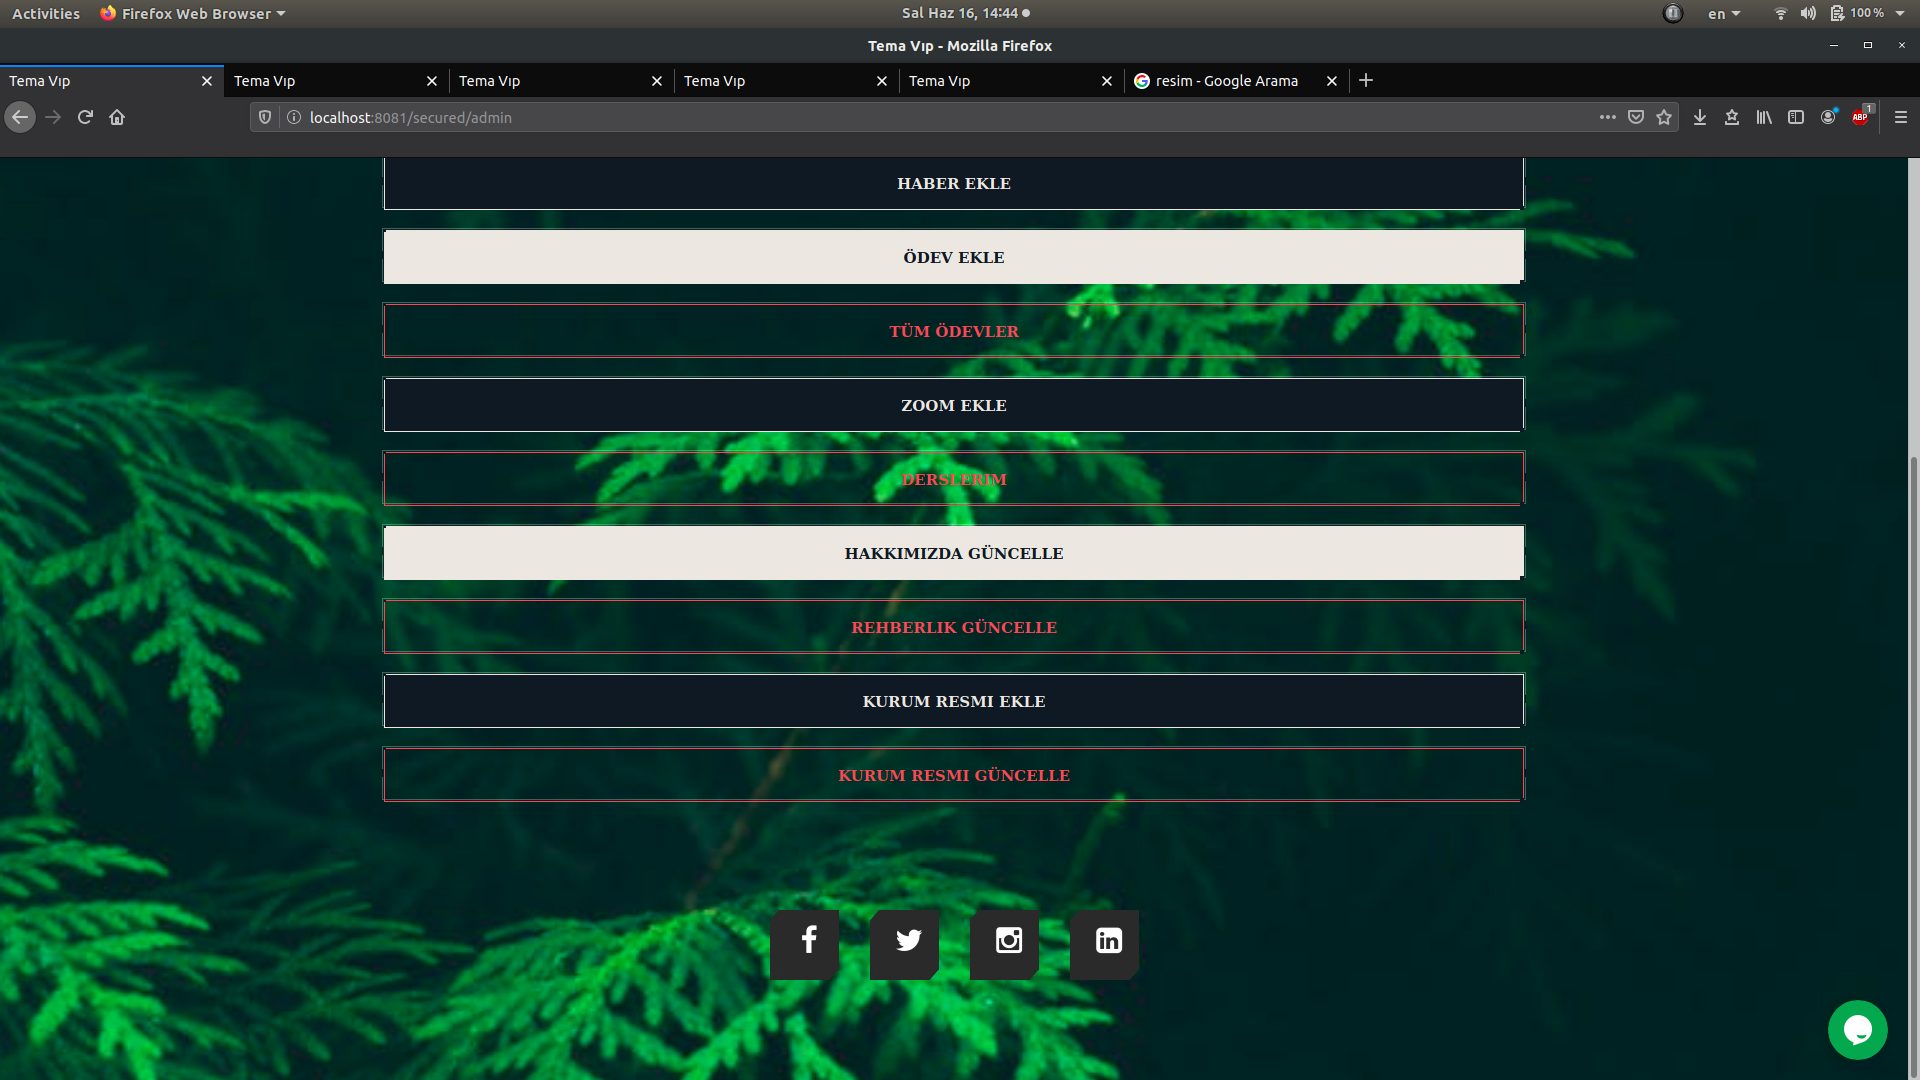 Activities Firefox Web Browser Sal Haz 16, 14:44 en 100%
Tema Vıp - Mozilla Firefox
Tema Vıp Tema Vıp Tema Vıp Tema Vıp Tema Vıp resim - Google Arama
localhost:8081/secured/admin ABP 1
HABER EKLE
ÖDEV EKLE
TÜM ÖDEVLER
ZOOM EKLE
DERSLERIM
HAKKIMIZDA GÜNCELLE
REHBERLIK GÜNCELLE
KURUM RESMI EKLE
KURUM RESMI GÜNCELLE